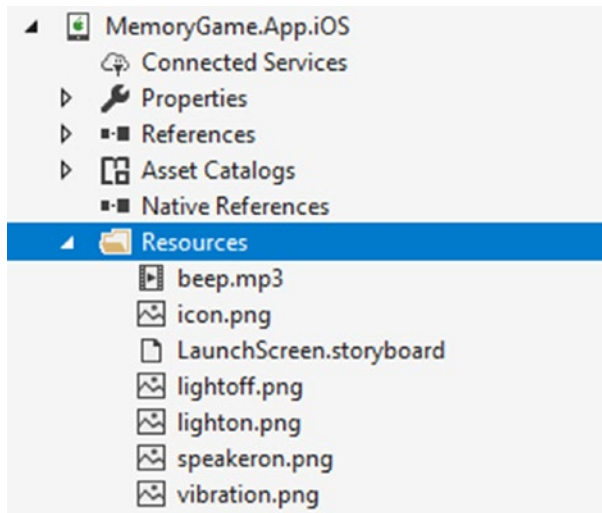 MemoryGame.App.iOS
Connected Services
Properties
References
Asset Catalogs
Native References
Resources
beep.mp3
icon.png
LaunchScreen.storyboard
lightoff.png
lighton.png
speakeron.png
vibration.png